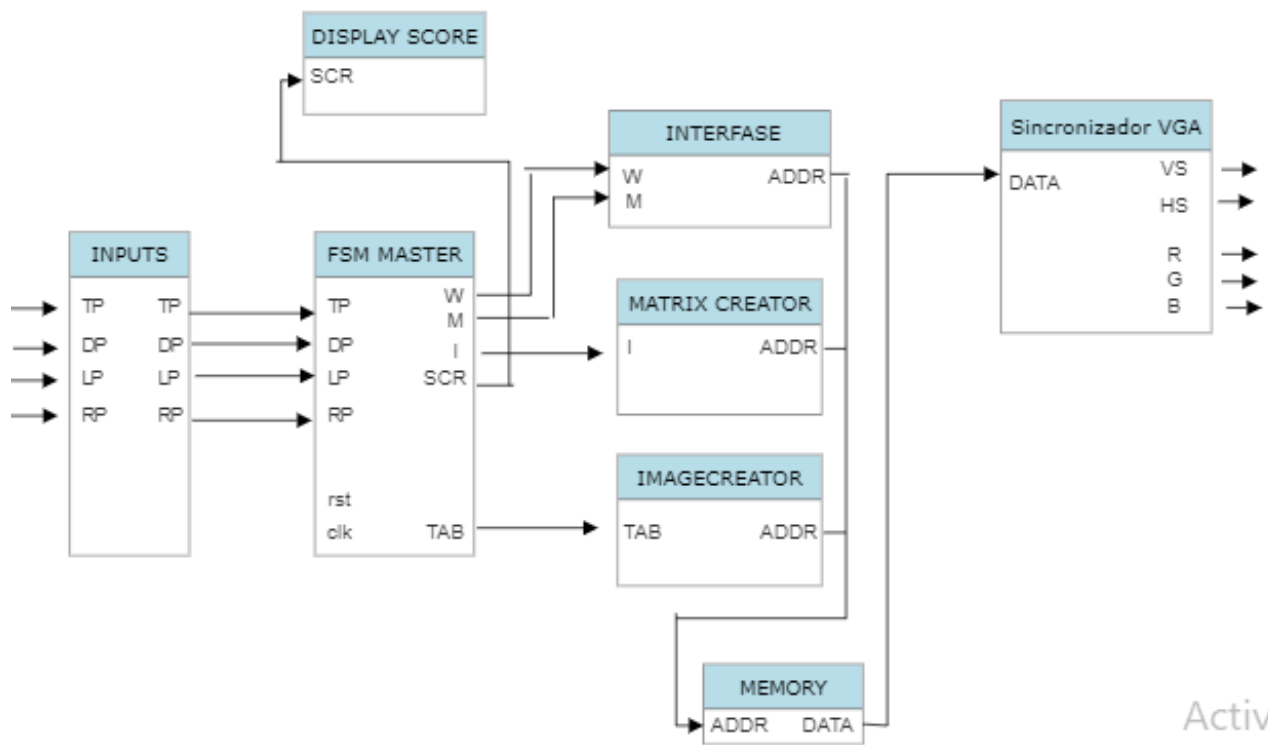 DISPLAY SCORE
SCR
INPUTS
TP TP
DP DP
LP LP
RP RP
FSM MASTER
TP W
M
DP I
LP SCR
RP
rst
clk TAB
INTERFASE
W ADDR
M
MATRIX CREATOR
I ADDR
IMAGECREATOR
TAB ADDR
MEMORY
ADDR DATA
Sincronizador VGA
DATA VS
HS
R
G
B
Activ